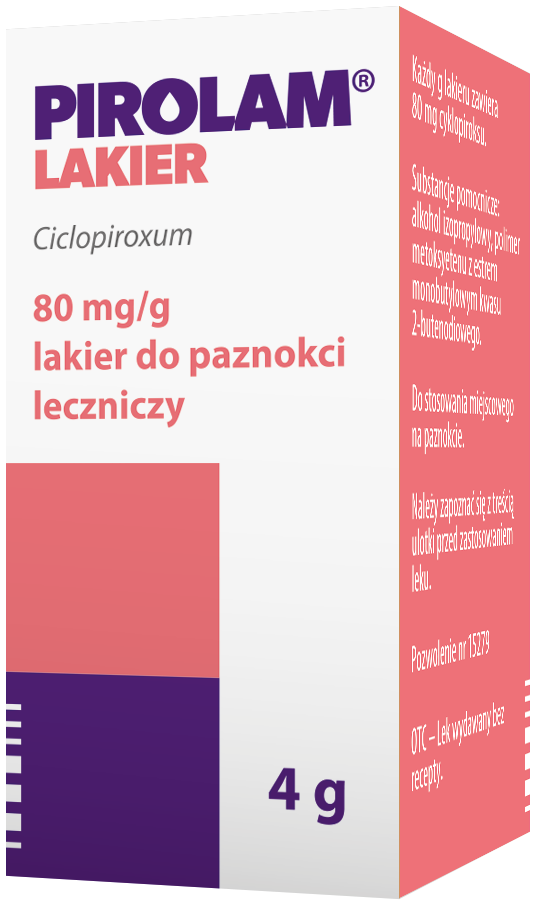 PIROLAM®
LAKIER
Ciclopiroxum
80 mg/g
lakier do paznokci
leczniczy
4 g
Każdy g lakieru zawiera
80 mg cyklopiroksu.
Substancje pomocnicze:
alkohol izopropylowy, polimer
metoksyetenu z estrem
monobutylowym kwasu
2-butenodiowego.
Do stosowania miejscowego
na paznokcie.
Należy zapoznać się z treścią
ulotki przed zastosowaniem
leku.
Pozwolenie nr 15279
OTC – Lek wydawany bez
recepty.